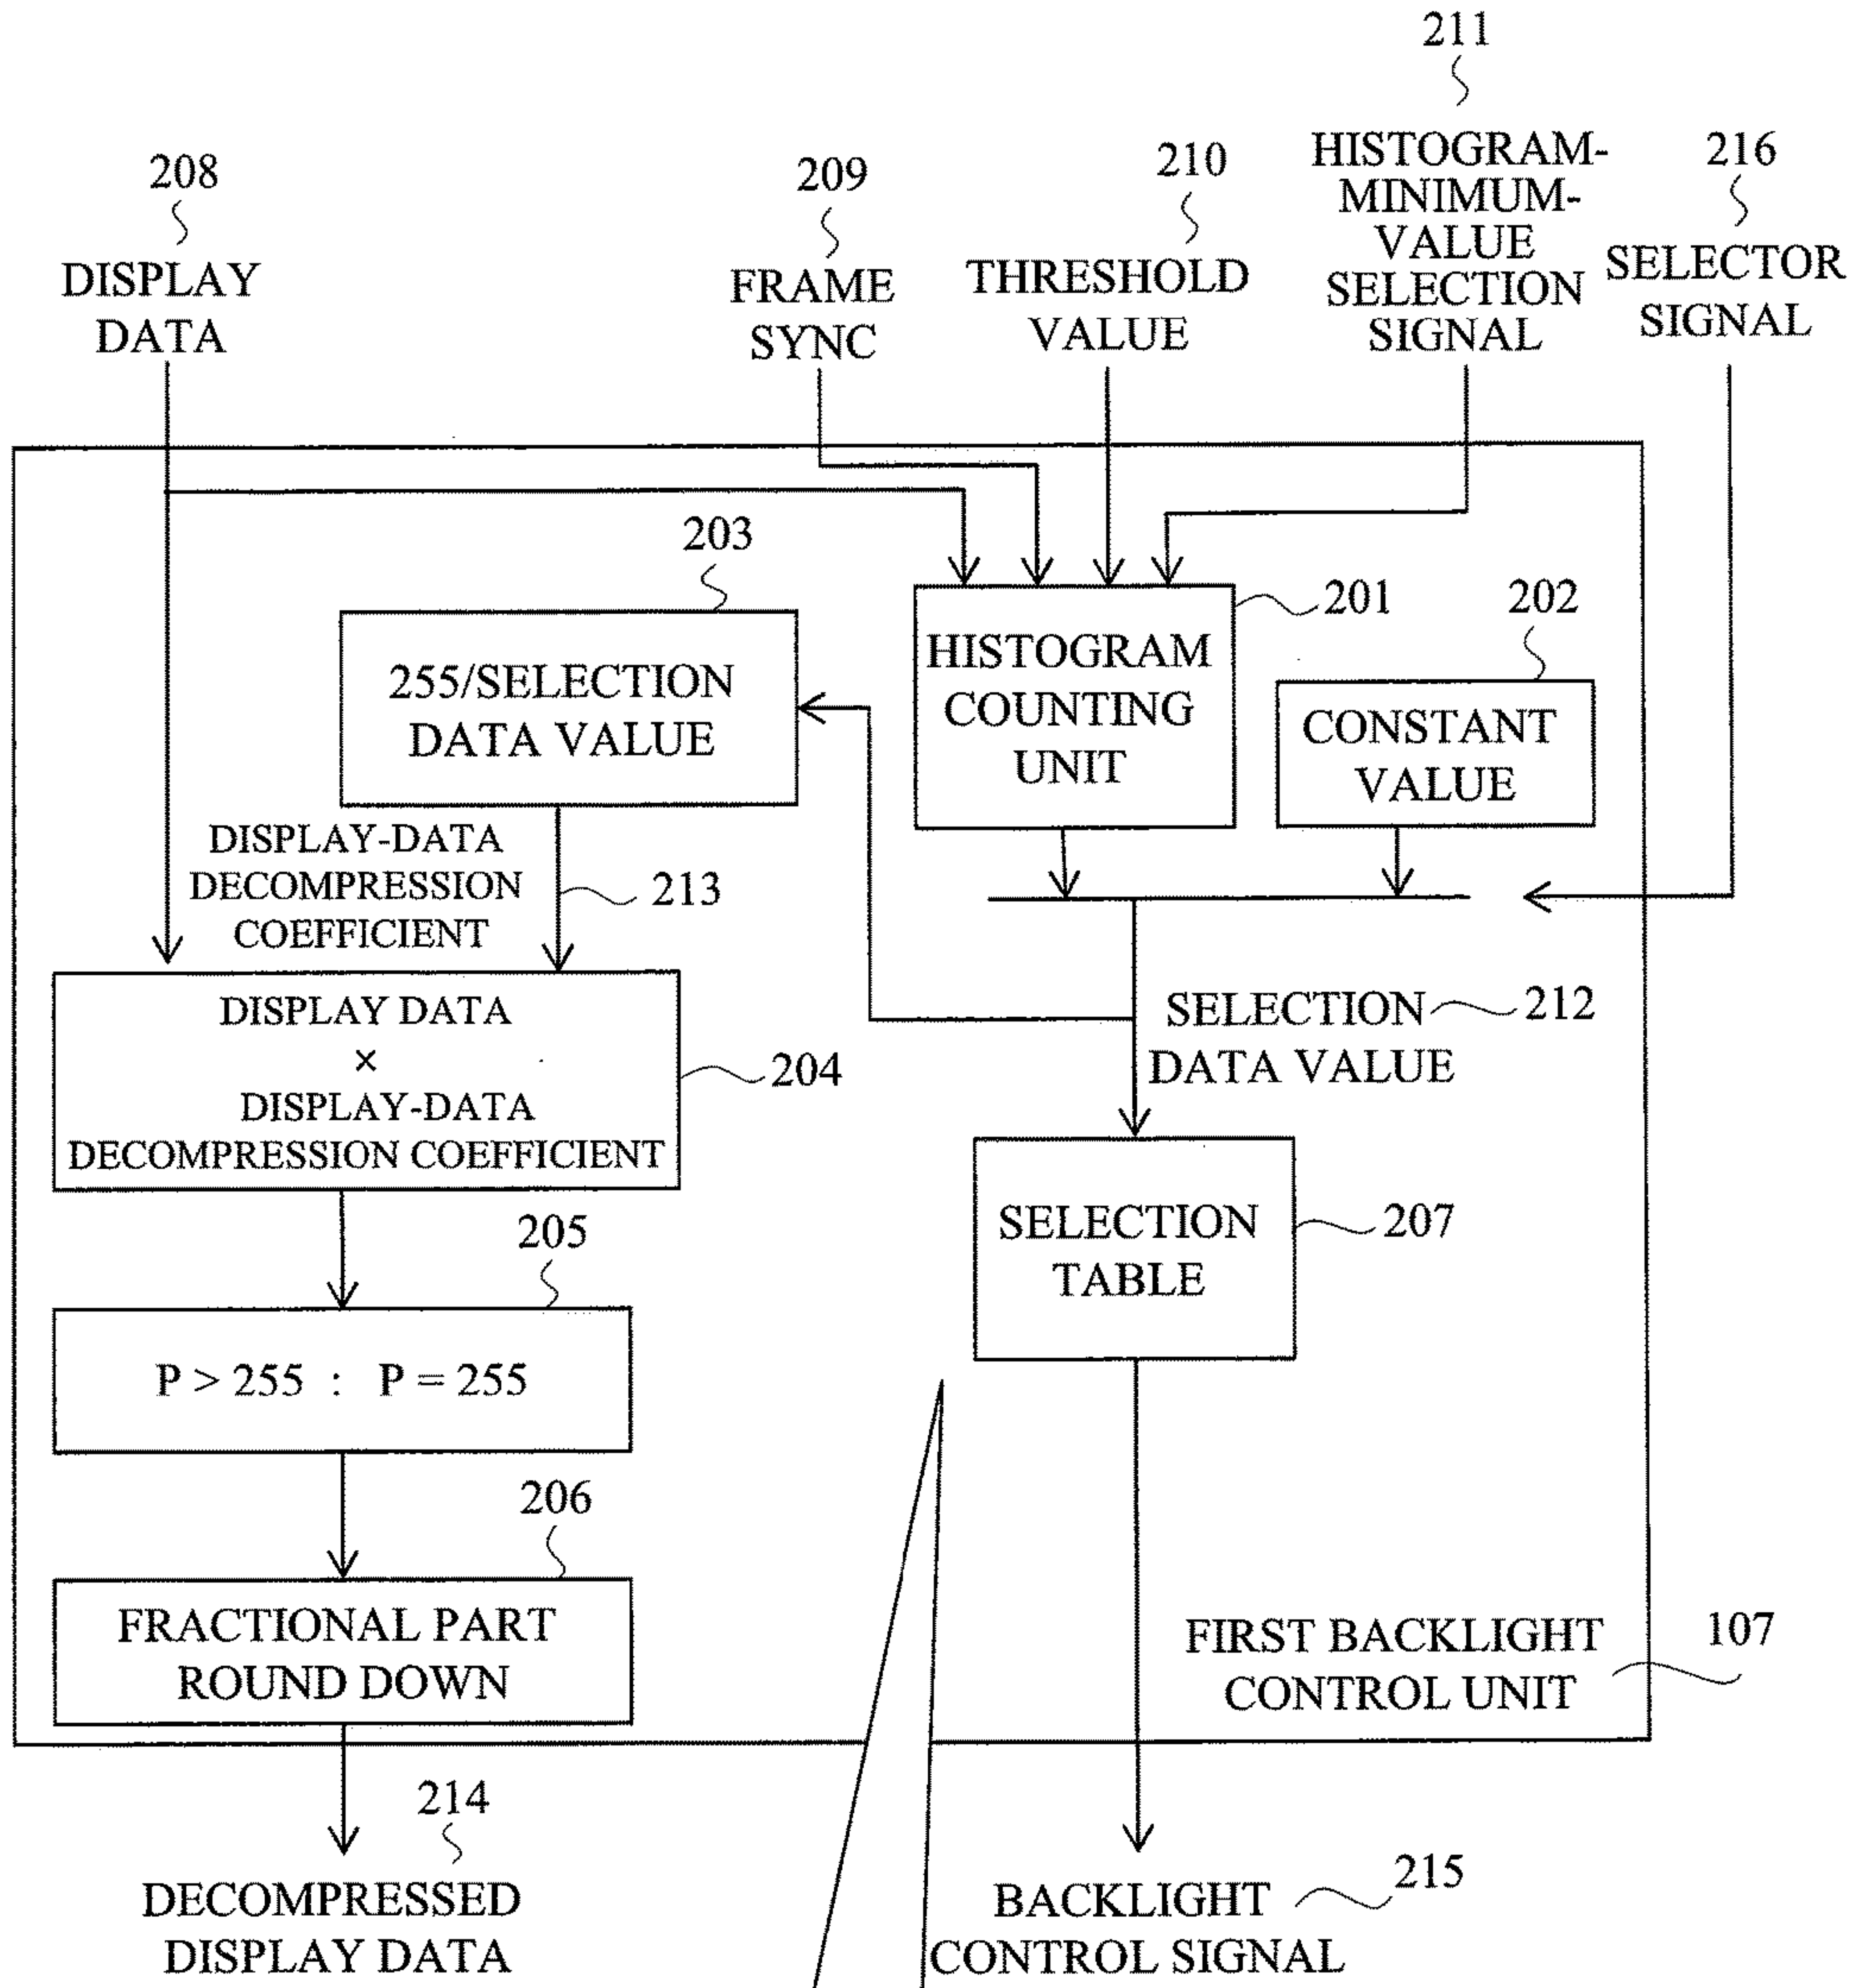 211
HISTOGRAM-
MINIMUM-
VALUE
SELECTION
SIGNAL
208
DISPLAY
DATA
209
FRAME
SYNC
210
THRESHOLD
VALUE
216
SELECTOR
SIGNAL
203
255/SELECTION
DATA VALUE
201
HISTOGRAM
COUNTING
UNIT
202
CONSTANT
VALUE
DISPLAY-DATA
DECOMPRESSION
COEFFICIENT
213
DISPLAY DATA
×
DISPLAY-DATA
DECOMPRESSION COEFFICIENT
204
SELECTION
DATA VALUE
212
205
P > 255 : P = 255
SELECTION
TABLE
207
206
FRACTIONAL PART
ROUND DOWN
FIRST BACKLIGHT
CONTROL UNIT
107
214
DECOMPRESSED
DISPLAY DATA
BACKLIGHT
CONTROL SIGNAL
215